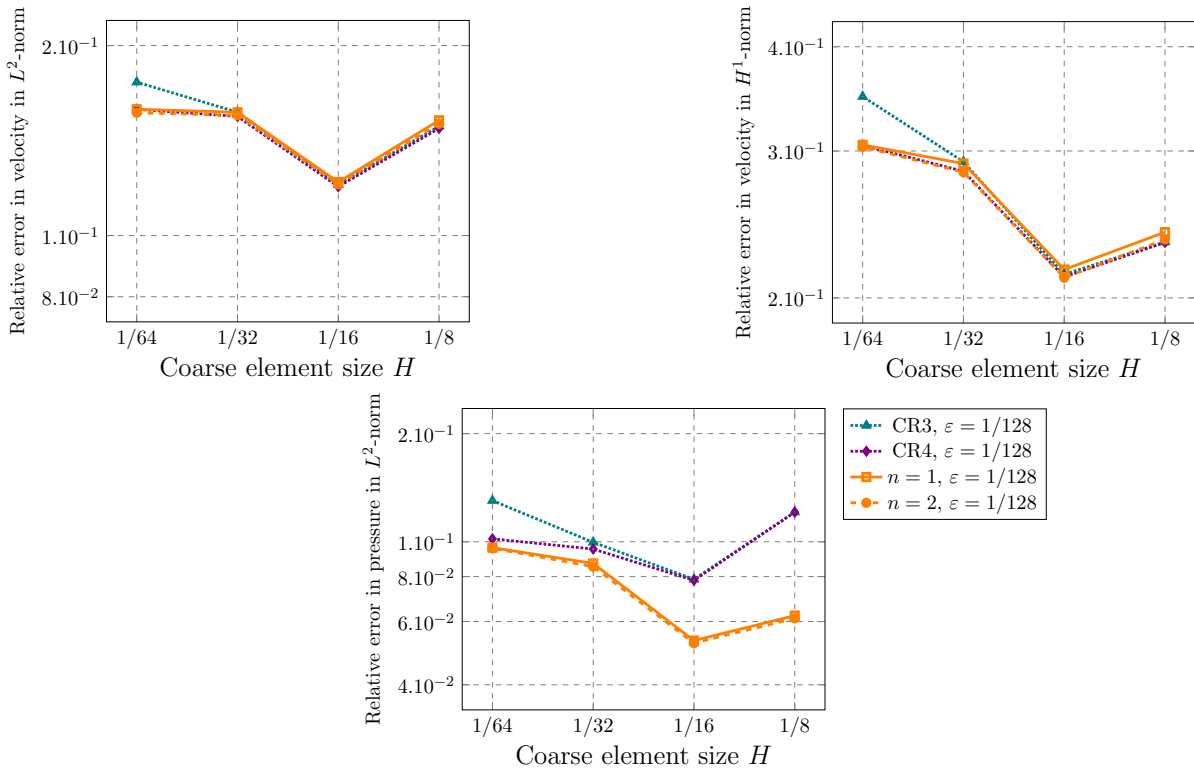 Relative error in velocity in L²-norm
2.10⁻¹
1.10⁻¹
8.10⁻²
1/64 1/32 1/16 1/8
Coarse element size H
Relative error in velocity in H¹-norm
4.10⁻¹
3.10⁻¹
2.10⁻¹
1/64 1/32 1/16 1/8
Coarse element size H
Relative error in pressure in L²-norm
2.10⁻¹
1.10⁻¹
8.10⁻²
6.10⁻²
4.10⁻²
1/64 1/32 1/16 1/8
Coarse element size H
CR3, ε = 1/128
CR4, ε = 1/128
n = 1, ε = 1/128
n = 2, ε = 1/128